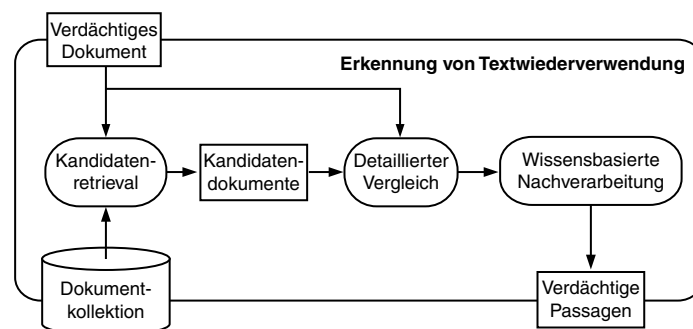 Verdächtiges
Dokument
Erkennung von Textwiederverwendung
Kandidaten-
retrieval
Kandidaten-
dokumente
Detaillierter
Vergleich
Wissensbasierte
Nachverarbeitung
Dokument-
kollektion
Verdächtige
Passagen